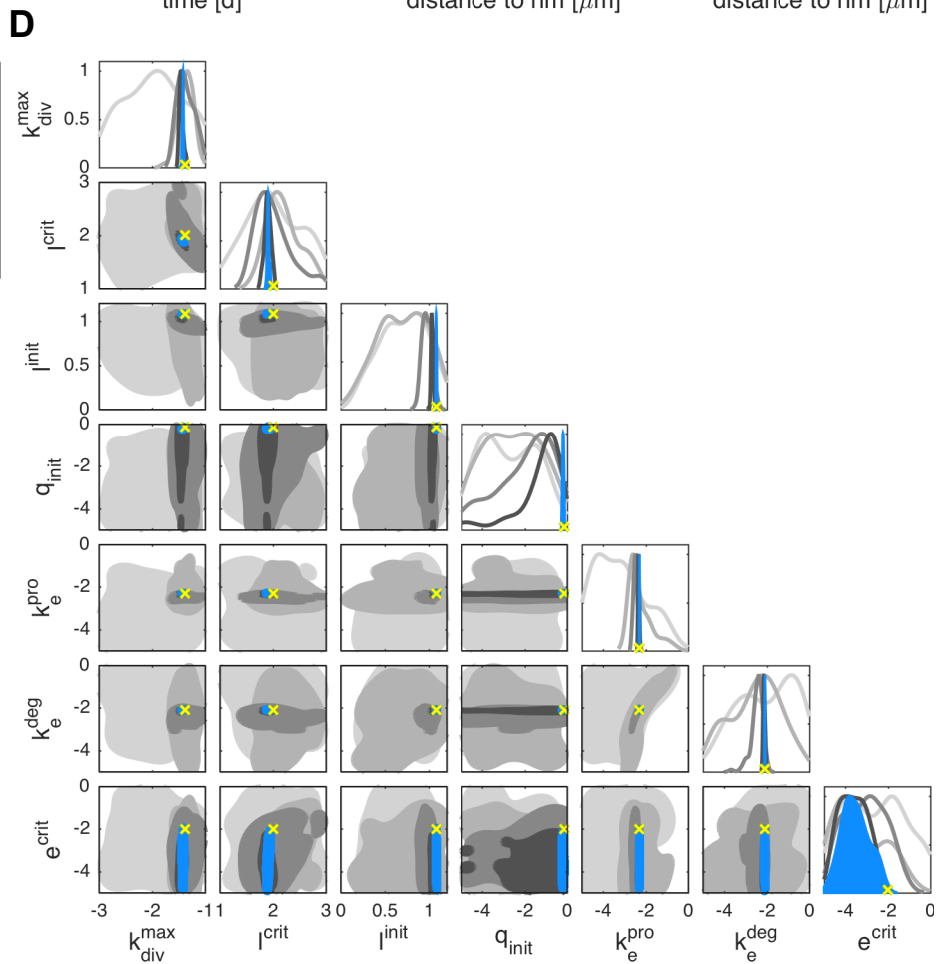 time [d] distance to rim [μm] distance to rim [μm]
D
k_div^max 1 0.5 0
l^crit 3 2 1
l^init 1 0.5 0
q_init 0 -2 -4
k_e^pro 0 -2 -4
k_e^deg 0 -2 -4
e^crit 0 -2 -4
-3 -2 -1 1 2 3 0 0.5 1 -4 -2 0 -4 -2 0 -4 -2 0 -4 -2 0
k_div^max l^crit l^init q_init k_e^pro k_e^deg e^crit